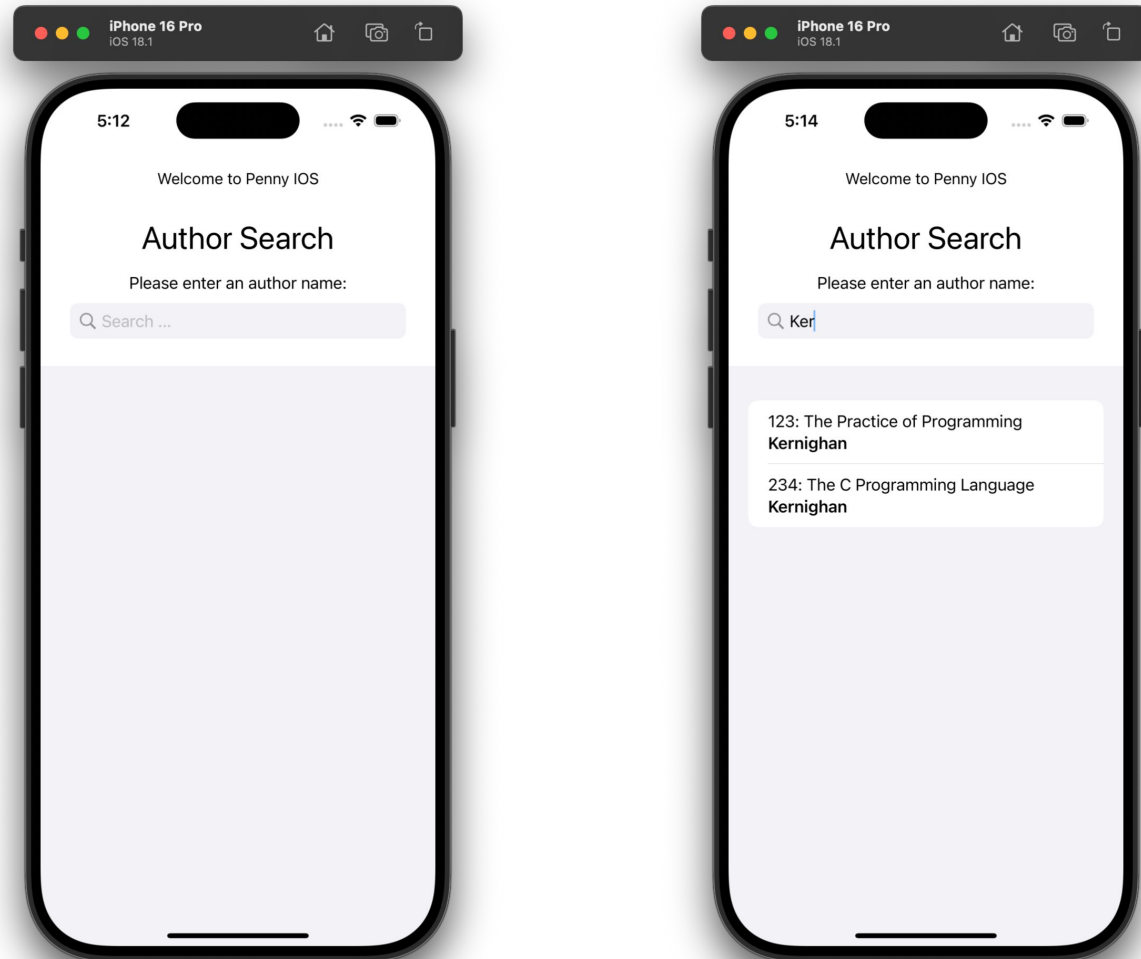 iPhone 16 Pro
iOS 18.1
5:12
Welcome to Penny IOS
Author Search
Please enter an author name:
Search ...
iPhone 16 Pro
iOS 18.1
5:14
Welcome to Penny IOS
Author Search
Please enter an author name:
Ker
123: The Practice of Programming
Kernighan
234: The C Programming Language
Kernighan